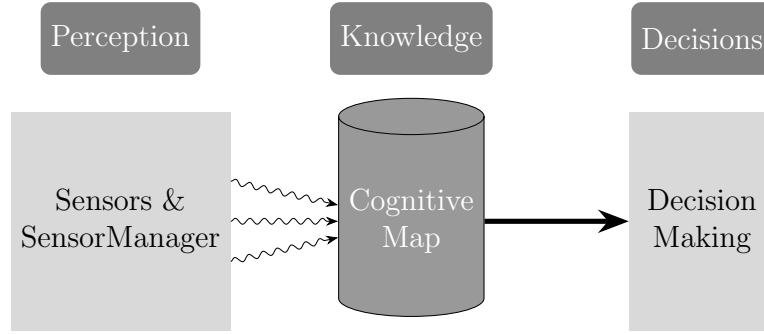 Perception
Knowledge
Decisions
Sensors &
SensorManager
Cognitive
Map
Decision
Making